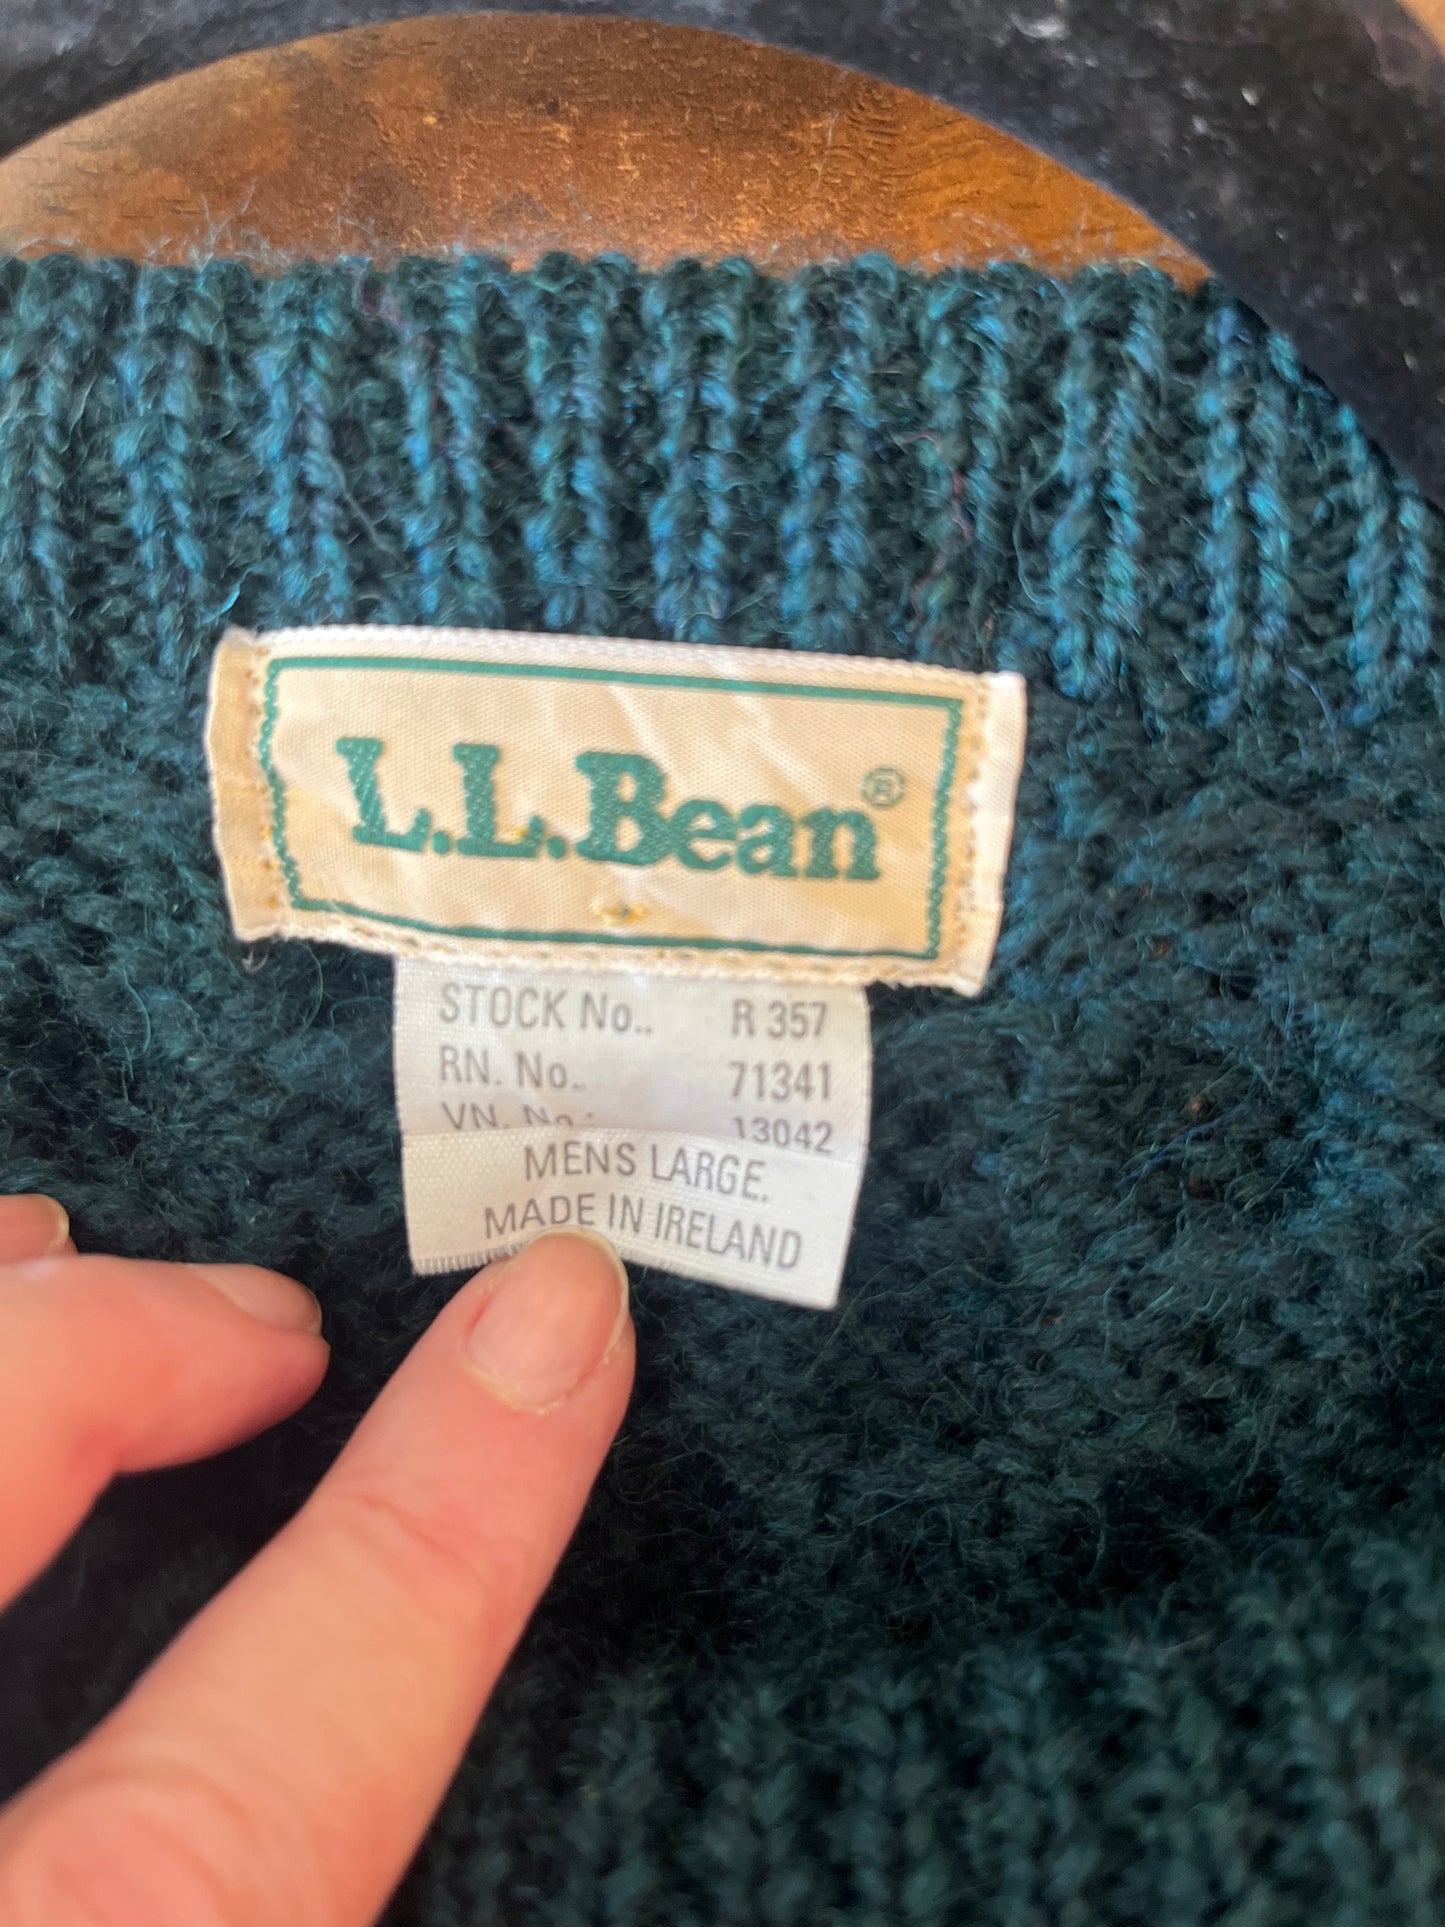 L.L.Bean®
STOCK No.. R 357
RN. No.. 71341
VN. No.: 13042
MENS LARGE.
MADE IN IRELAND